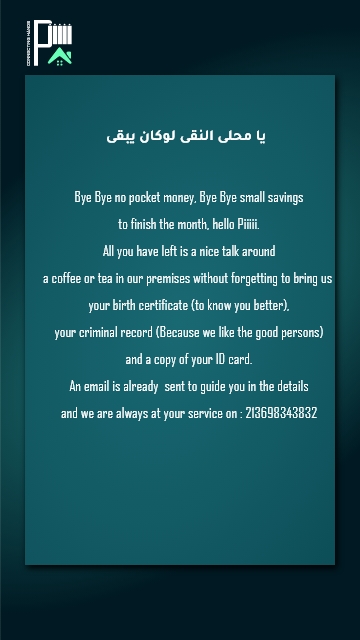 CONNECTING HANDS
Piiiii
يا محلى النقى لوكان يبقى
Bye Bye no pocket money, Bye Bye small savings
to finish the month, hello Piiiii.
All you have left is a nice talk around
a coffee or tea in our premises without forgetting to bring us
your birth certificate (to know you better),
your criminal record (Because we like the good persons)
and a copy of your ID card.
An email is already sent to guide you in the details
and we are always at your service on : 213698343832